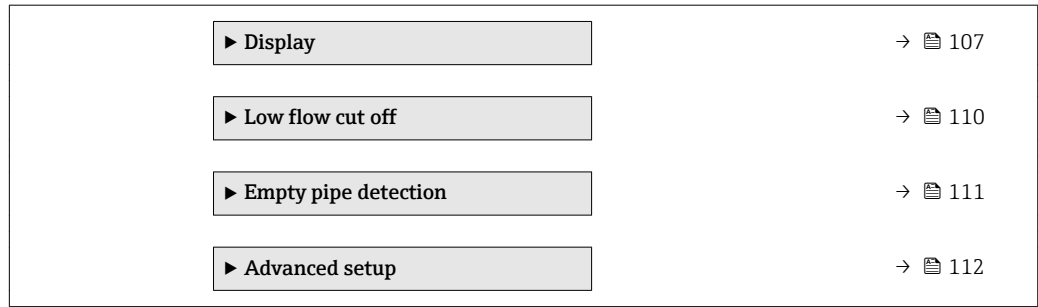 ▶ Display → 107
▶ Low flow cut off → 110
▶ Empty pipe detection → 111
▶ Advanced setup → 112